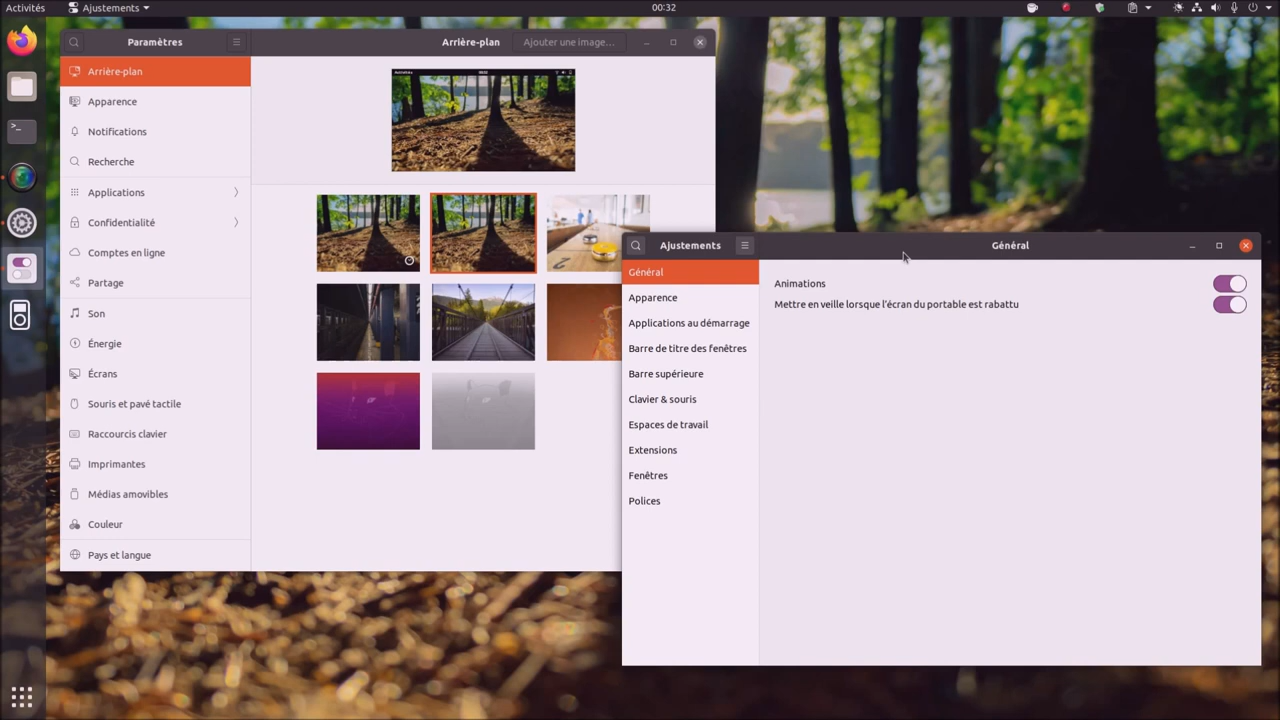 Activités
Ajustements
00:32
Paramètres
Arrière-plan
Ajouter une image…
Arrière-plan
Apparence
Notifications
Recherche
Applications
Confidentialité
Comptes en ligne
Partage
Son
Énergie
Écrans
Souris et pavé tactile
Raccourcis clavier
Imprimantes
Médias amovibles
Couleur
Pays et langue
Ajustements
Général
Général
Apparence
Applications au démarrage
Barre de titre des fenêtres
Barre supérieure
Clavier & souris
Espaces de travail
Extensions
Fenêtres
Polices
Animations
Mettre en veille lorsque l'écran du portable est rabattu